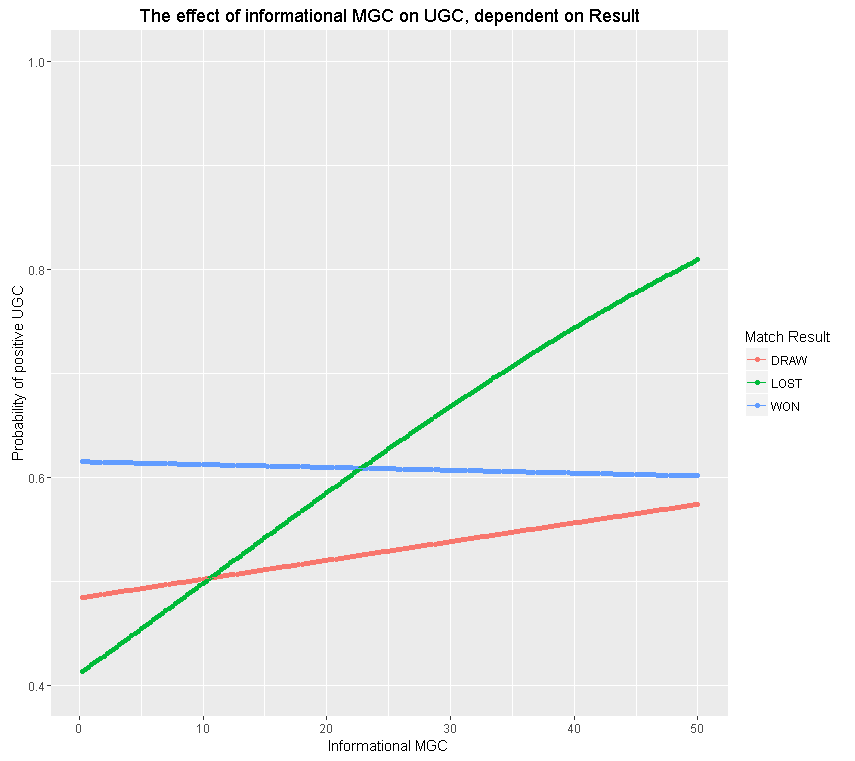 The effect of informational MGC on UGC, dependent on Result
Probability of positive UGC
1.0
0.8
0.6
0.4
0
10
20
30
40
50
Informational MGC
Match Result
DRAW
LOST
WON